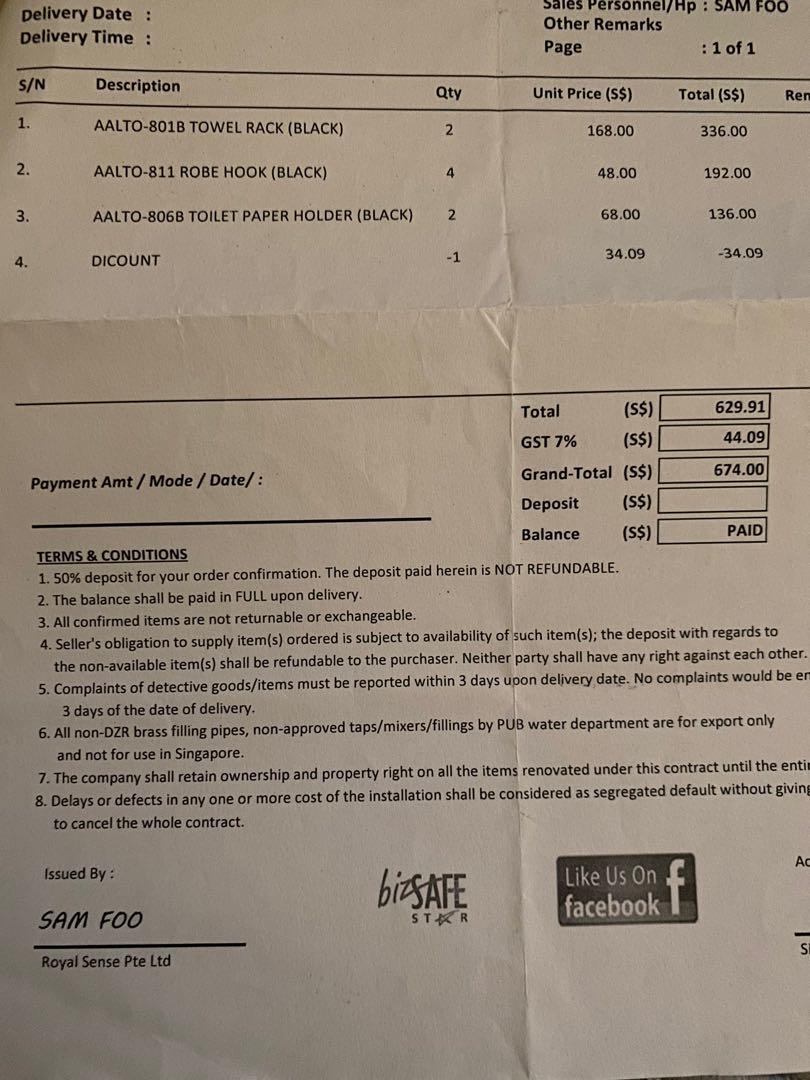 Delivery Date :
Delivery Time :
Sales Personnel/Hp : SAM FOO
Other Remarks
Page : 1 of 1
S/N Description Qty Unit Price (S$) Total (S$)
1. AALTO-801B TOWEL RACK (BLACK) 2 168.00 336.00
2. AALTO-811 ROBE HOOK (BLACK) 4 48.00 192.00
3. AALTO-806B TOILET PAPER HOLDER (BLACK) 2 68.00 136.00
4. DICOUNT -1 34.09 -34.09
Total (S$) 629.91
GST 7% (S$) 44.09
Grand-Total (S$) 674.00
Deposit (S$)
Balance (S$) PAID
Payment Amt / Mode / Date/ :
TERMS & CONDITIONS
1. 50% deposit for your order confirmation. The deposit paid herein is NOT REFUNDABLE.
2. The balance shall be paid in FULL upon delivery.
3. All confirmed items are not returnable or exchangeable.
4. Seller's obligation to supply item(s) ordered is subject to availability of such item(s); the deposit with regards to
the non-available item(s) shall be refundable to the purchaser. Neither party shall have any right against each other.
5. Complaints of detective goods/items must be reported within 3 days upon delivery date. No complaints would be
3 days of the date of delivery.
6. All non-DZR brass filling pipes, non-approved taps/mixers/fillings by PUB water department are for export only
and not for use in Singapore.
7. The company shall retain ownership and property right on all the items renovated under this contract until the
8. Delays or defects in any one or more cost of the installation shall be considered as segregated default without
to cancel the whole contract.
Issued By :
SAM FOO
Royal Sense Pte Ltd
bizSAFE
STAR
Like Us On
facebook f